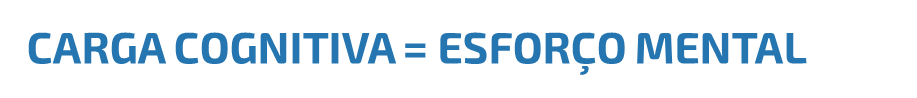 CARGA COGNITIVA = ESFORÇO MENTAL